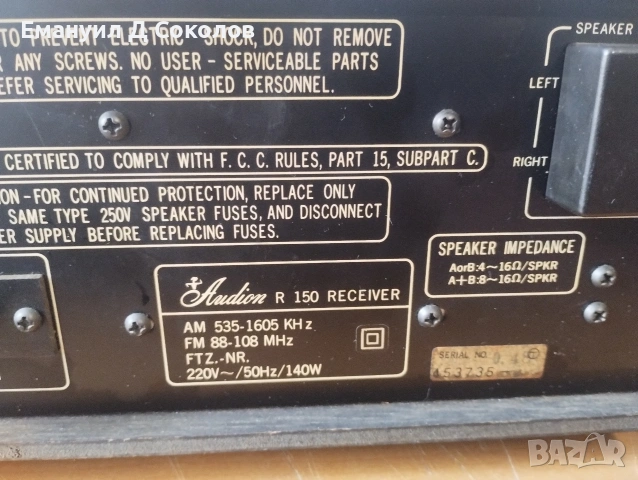 Емануил Д Соколов
TO PREVENT ELECTRIC SHOCK, DO NOT REMOVE
R ANY SCREWS. NO USER - SERVICEABLE PARTS
EFER SERVICING TO QUALIFIED PERSONNEL.
SPEAKER
LEFT
RIGHT
CERTIFIED TO COMPLY WITH F. C. C. RULES, PART 15, SUBPART C.
ON - FOR CONTINUED PROTECTION, REPLACE ONLY
SAME TYPE 250V SPEAKER FUSES, AND DISCONNECT
ER SUPPLY BEFORE REPLACING FUSES.
SPEAKER IMPEDANCE
AorB:4~16Ω/SPKR
A+B:8~16Ω/SPKR
Audion R 150 RECEIVER
AM 535-1605 KHz
FM 88-108 MHz
FTZ.-NR.
220V~/50Hz/140W
SERIAL NO.
453736
bazar